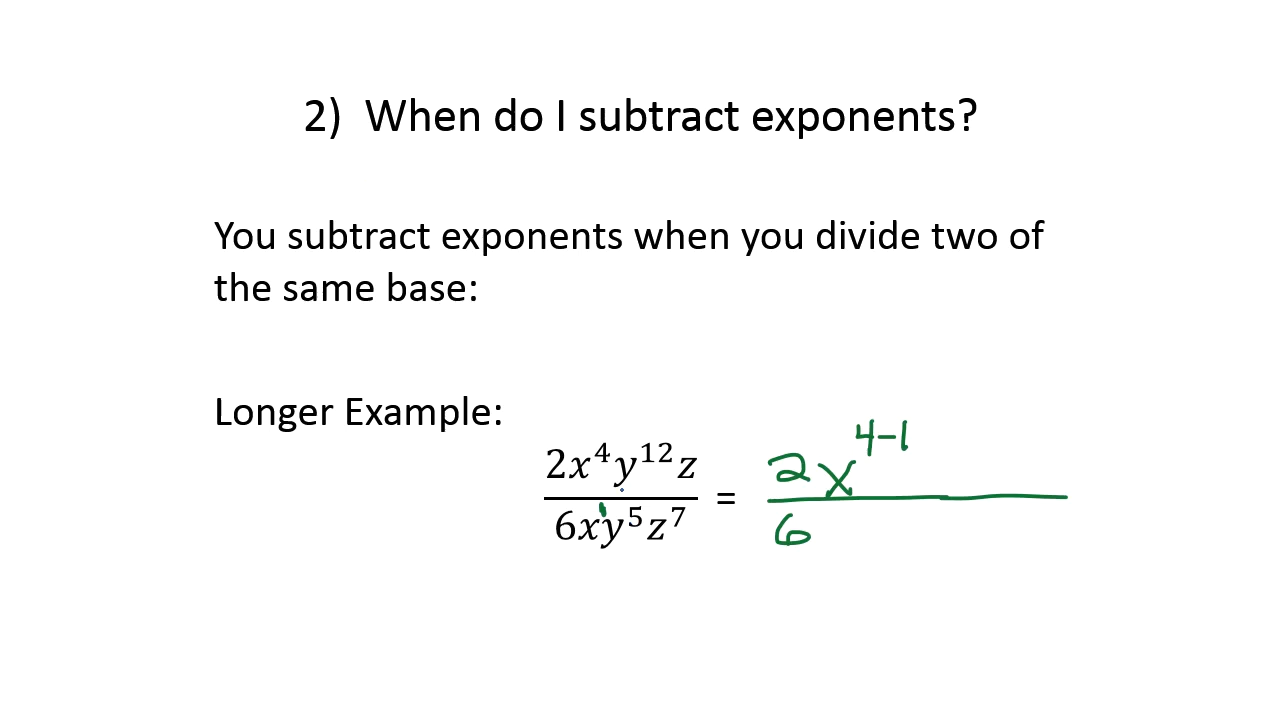 2) When do I subtract exponents?
You subtract exponents when you divide two of
the same base:
Longer Example:
2x⁴y¹²z / 6x¹y⁵z⁷ = 2x⁴⁻¹ / 6